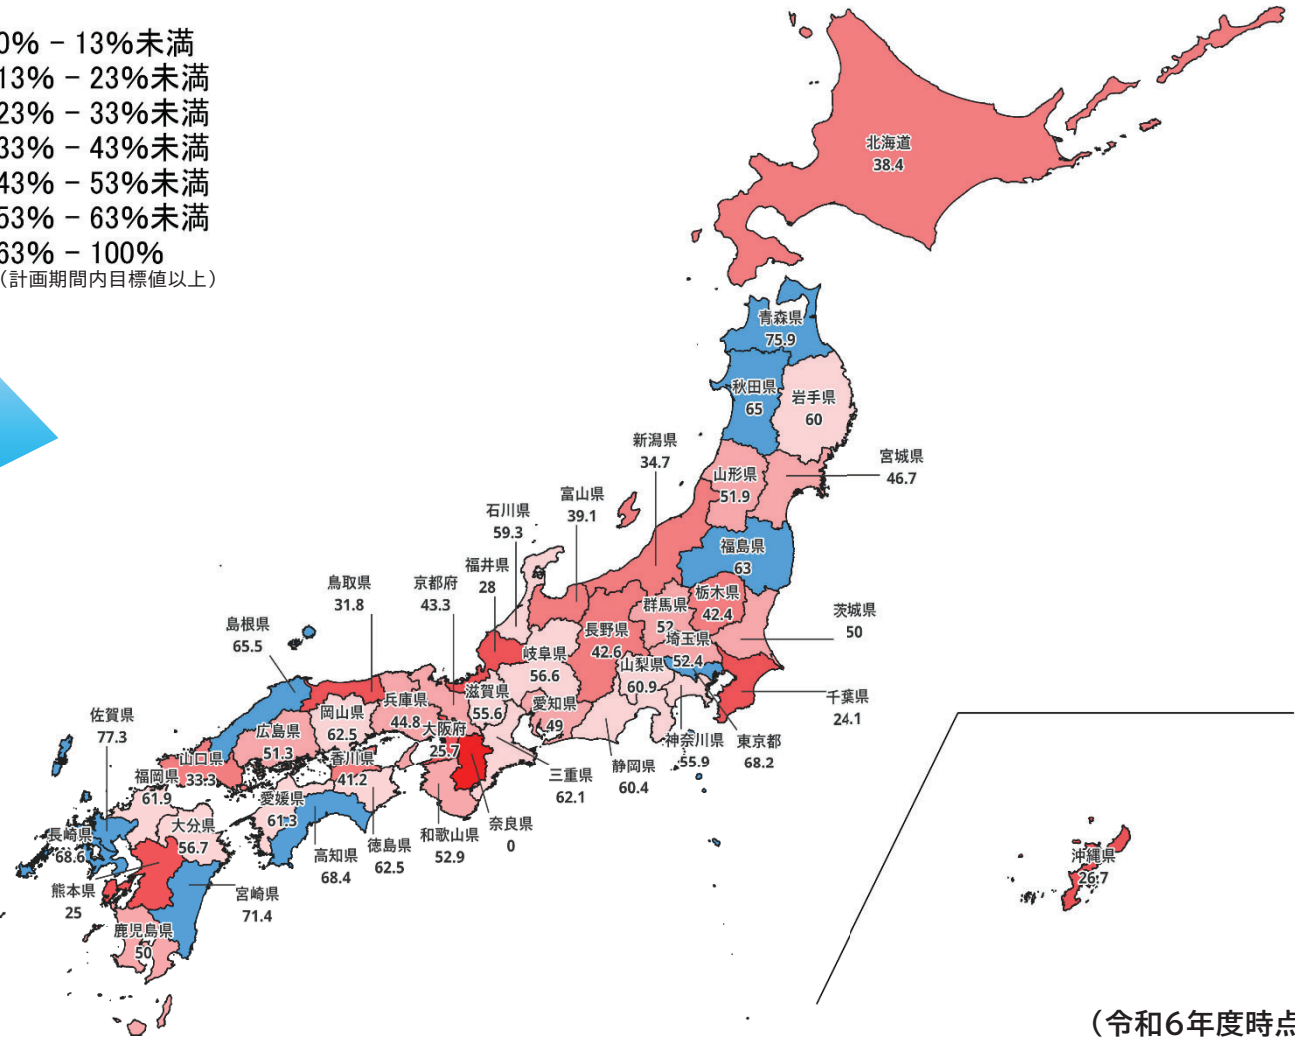 0% − 13%未満
13% − 23%未満
23% − 33%未満
33% − 43%未満
43% − 53%未満
53% − 63%未満
63% − 100%
（計画期間内目標値以上）
北海道
38.4
青森県
75.9
秋田県
65
岩手県
60
新潟県
34.7
宮城県
46.7
山形県
51.9
富山県
39.1
石川県
59.3
福島県
63
福井県
28
鳥取県
31.8
京都府
43.3
栃木県
42.4
群馬県
52
茨城県
50
島根県
65.5
長野県
42.6
埼玉県
52.4
岐阜県
56.6
山梨県
60.9
滋賀県
55.6
兵庫県
44.8
愛知県
49
千葉県
24.1
岡山県
62.5
佐賀県
77.3
広島県
51.3
大阪府
25.7
神奈川県
55.9
東京都
68.2
山口県
33.3
香川県
41.2
静岡県
60.4
三重県
62.1
福岡県
61.9
愛媛県
61.3
奈良県
0
大分県
56.7
長崎県
68.6
和歌山県
52.9
徳島県
62.5
高知県
68.4
沖縄県
26.7
熊本県
25
宮崎県
71.4
鹿児島県
50
（令和6年度時点